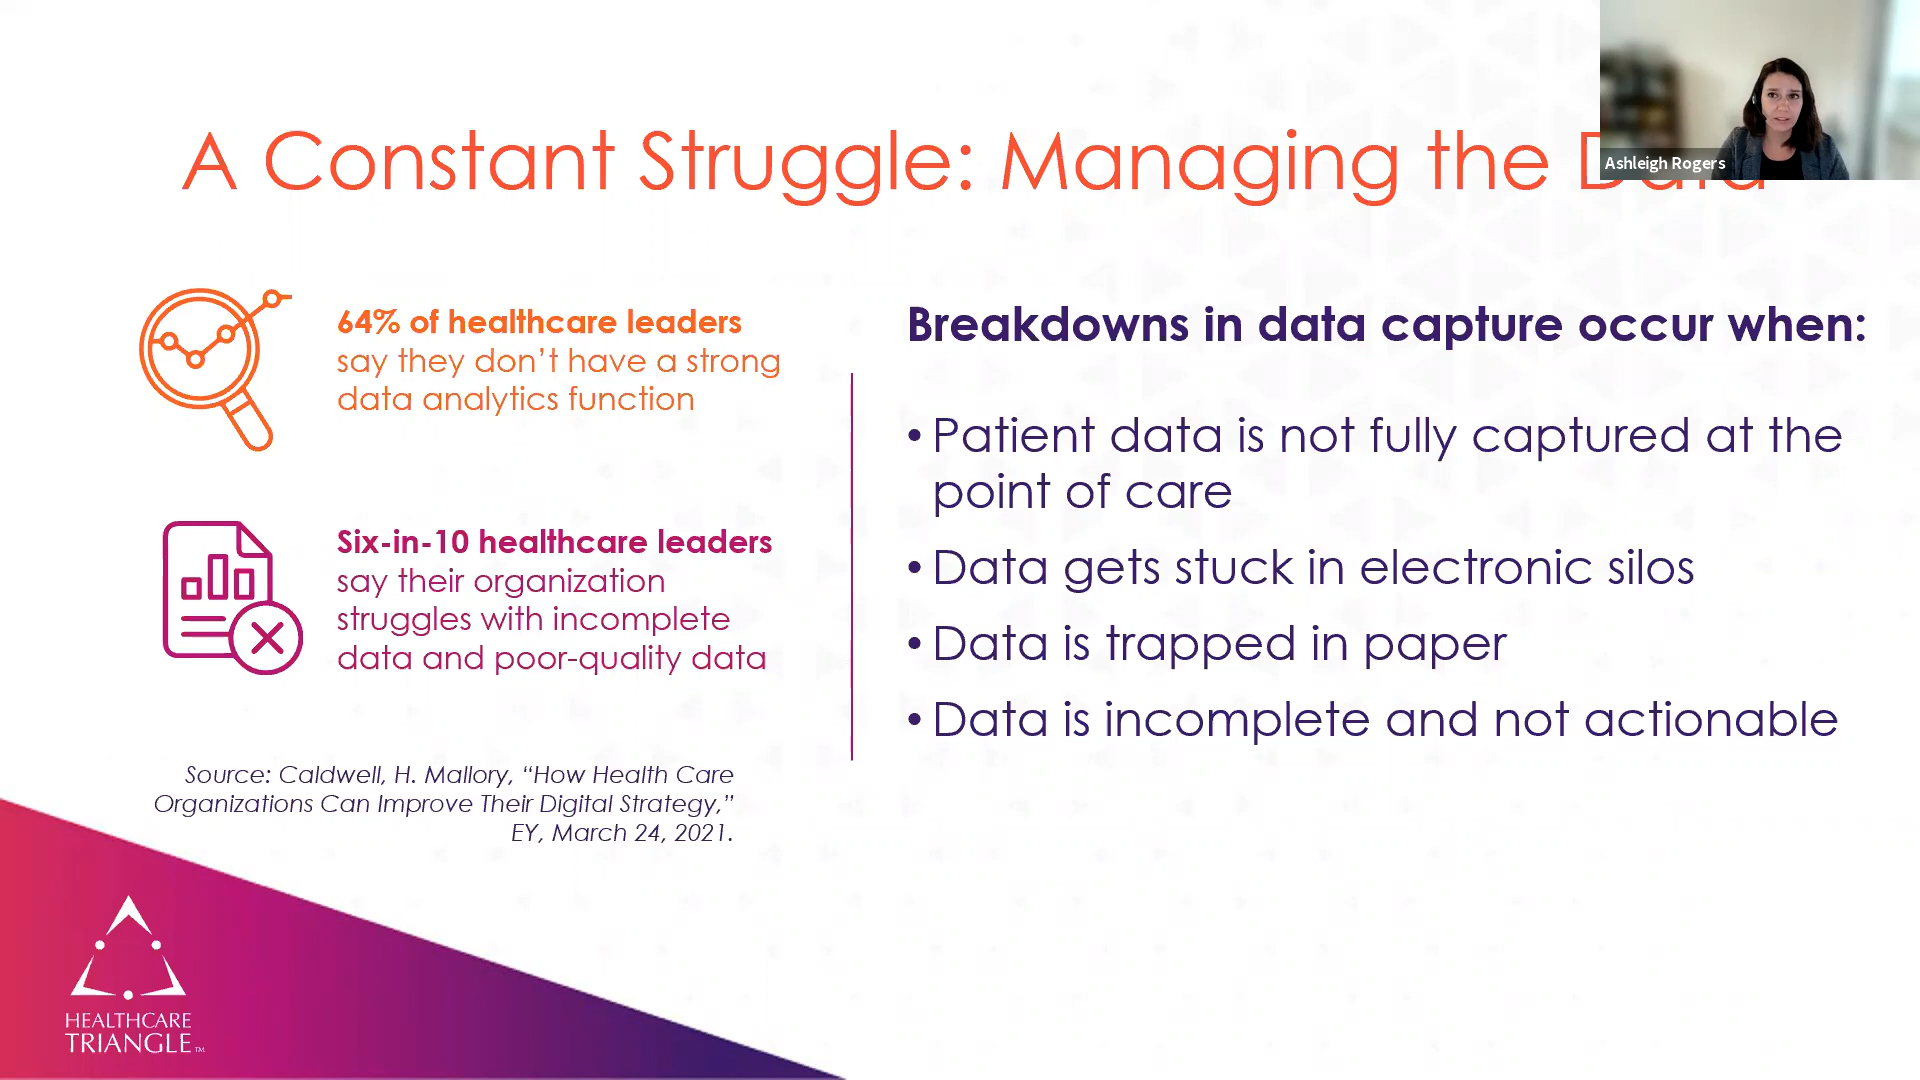 A Constant Struggle: Managing the Data
Ashleigh Rogers
64% of healthcare leaders
say they don’t have a strong
data analytics function
Six-in-10 healthcare leaders
say their organization
struggles with incomplete
data and poor-quality data
Source: Caldwell, H. Mallory, “How Health Care
Organizations Can Improve Their Digital Strategy,”
EY, March 24, 2021.
Breakdowns in data capture occur when:
• Patient data is not fully captured at the
point of care
• Data gets stuck in electronic silos
• Data is trapped in paper
• Data is incomplete and not actionable
HEALTHCARE
TRIANGLE™